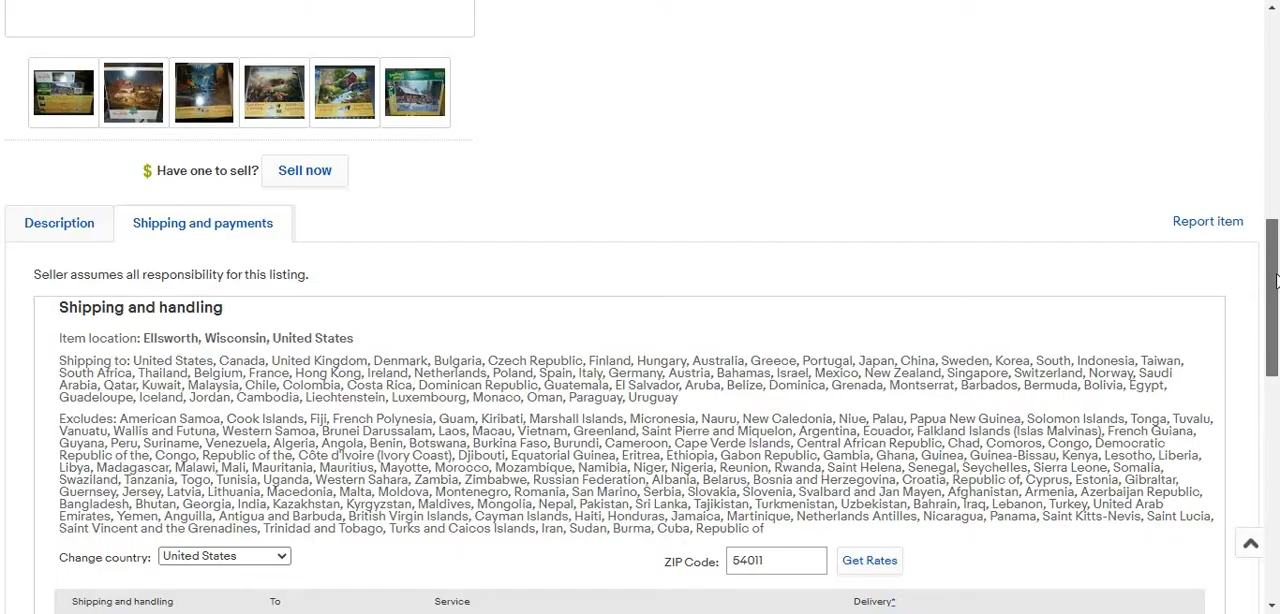 $ Have one to sell? Sell now
Description Shipping and payments Report item
Seller assumes all responsibility for this listing.
Shipping and handling
Item location: Ellsworth, Wisconsin, United States
Shipping to: United States, Canada, United Kingdom, Denmark, Bulgaria, Czech Republic, Finland, Hungary, Australia, Greece, Portugal, Japan, China, Sweden, Korea, South, Indonesia, Taiwan,
South Africa, Thailand, Belgium, France, Hong Kong, Ireland, Netherlands, Poland, Spain, Italy, Germany, Austria, Bahamas, Israel, Mexico, New Zealand, Singapore, Switzerland, Norway, Saudi
Arabia, Qatar, Kuwait, Malaysia, Chile, Colombia, Costa Rica, Dominican Republic, Guatemala, El Salvador, Aruba, Belize, Dominica, Grenada, Montserrat, Barbados, Bermuda, Bolivia, Egypt,
Guadeloupe, Iceland, Jordan, Cambodia, Liechtenstein, Luxembourg, Monaco, Oman, Paraguay, Uruguay
Excludes: American Samoa, Cook Islands, Fiji, French Polynesia, Guam, Kiribati, Marshall Islands, Micronesia, Nauru, New Caledonia, Niue, Palau, Papua New Guinea, Solomon Islands, Tonga, Tuvalu,
Vanuatu, Wallis and Futuna, Western Samoa, Brunei Darussalam, Laos, Macau, Vietnam, Greenland, Saint Pierre and Miquelon, Argentina, Ecuador, Falkland Islands (Islas Malvinas), French Guiana,
Guyana, Peru, Suriname, Venezuela, Algeria, Angola, Benin, Botswana, Burkina Faso, Burundi, Cameroon, Cape Verde Islands, Central African Republic, Chad, Comoros, Congo, Democratic
Republic of the, Congo, Republic of the, Côte d'Ivoire (Ivory Coast), Djibouti, Equatorial Guinea, Eritrea, Ethiopia, Gabon Republic, Gambia, Ghana, Guinea, Guinea-Bissau, Kenya, Lesotho, Liberia,
Libya, Madagascar, Malawi, Mali, Mauritania, Mauritius, Mayotte, Morocco, Mozambique, Namibia, Niger, Nigeria, Reunion, Rwanda, Saint Helena, Senegal, Seychelles, Sierra Leone, Somalia,
Swaziland, Tanzania, Togo, Tunisia, Uganda, Western Sahara, Zambia, Zimbabwe, Russian Federation, Albania, Belarus, Bosnia and Herzegovina, Croatia, Republic of, Cyprus, Estonia, Gibraltar,
Guernsey, Jersey, Latvia, Lithuania, Macedonia, Malta, Moldova, Montenegro, Romania, San Marino, Serbia, Slovakia, Slovenia, Svalbard and Jan Mayen, Afghanistan, Armenia, Azerbaijan Republic,
Bangladesh, Bhutan, Georgia, India, Kazakhstan, Kyrgyzstan, Maldives, Mongolia, Nepal, Pakistan, Sri Lanka, Tajikistan, Turkmenistan, Uzbekistan, Bahrain, Iraq, Lebanon, Turkey, United Arab
Emirates, Yemen, Anguilla, Antigua and Barbuda, British Virgin Islands, Cayman Islands, Haiti, Honduras, Jamaica, Martinique, Netherlands Antilles, Nicaragua, Panama, Saint Kitts-Nevis, Saint Lucia,
Saint Vincent and the Grenadines, Trinidad and Tobago, Turks and Caicos Islands, Iran, Sudan, Burma, Cuba, Republic of
Change country: United States ZIP Code: 54011 Get Rates
Shipping and handling To Service Delivery*